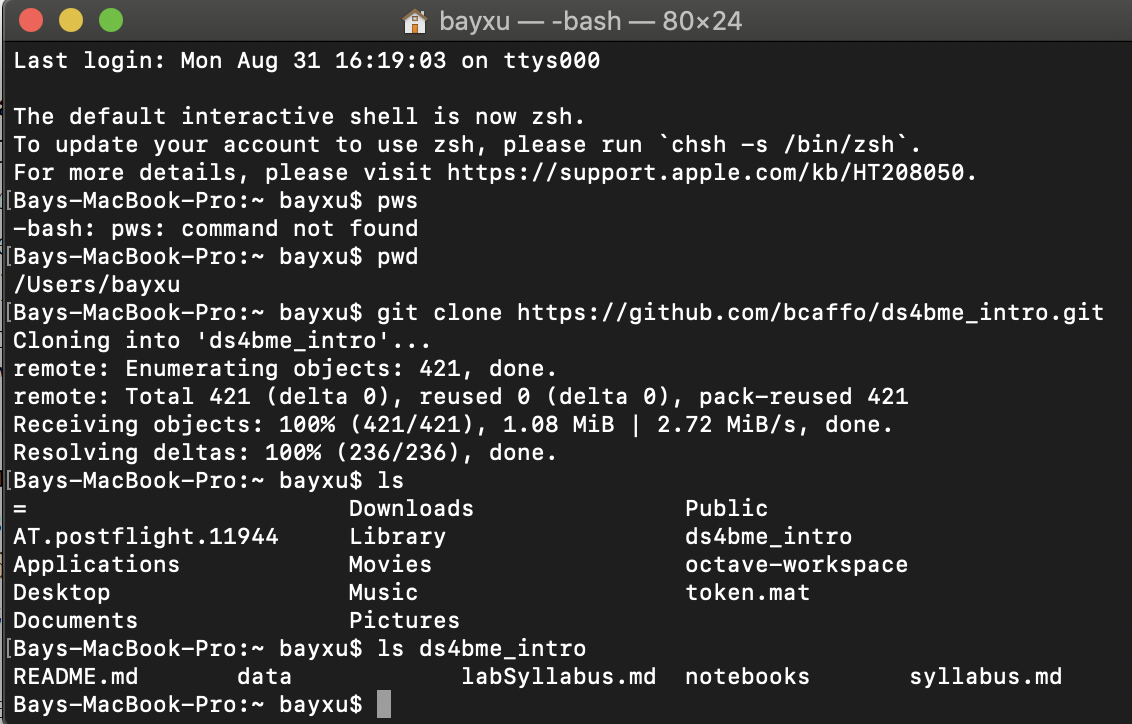 bayxu — -bash — 80×24
Last login: Mon Aug 31 16:19:03 on ttys000
The default interactive shell is now zsh.
To update your account to use zsh, please run `chsh -s /bin/zsh`.
For more details, please visit https://support.apple.com/kb/HT208050.
[Bays-MacBook-Pro:~ bayxu$ pws
-bash: pws: command not found
[Bays-MacBook-Pro:~ bayxu$ pwd
/Users/bayxu
[Bays-MacBook-Pro:~ bayxu$ git clone https://github.com/bcaffo/ds4bme_intro.git
Cloning into 'ds4bme_intro'...
remote: Enumerating objects: 421, done.
remote: Total 421 (delta 0), reused 0 (delta 0), pack-reused 421
Receiving objects: 100% (421/421), 1.08 MiB | 2.72 MiB/s, done.
Resolving deltas: 100% (236/236), done.
[Bays-MacBook-Pro:~ bayxu$ ls
= Downloads Public
AT.postflight.11944 Library ds4bme_intro
Applications Movies octave-workspace
Desktop Music token.mat
Documents Pictures
[Bays-MacBook-Pro:~ bayxu$ ls ds4bme_intro
README.md data labSyllabus.md notebooks syllabus.md
Bays-MacBook-Pro:~ bayxu$